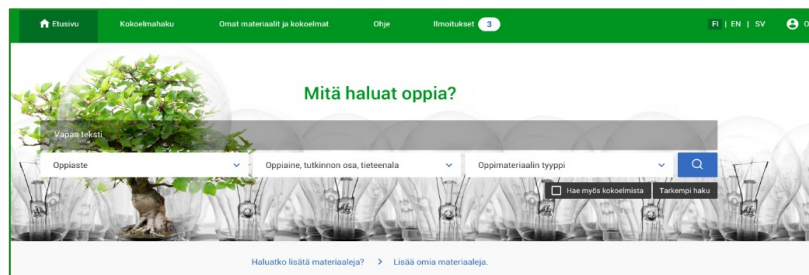 Etusivu Kokoelmahaku Omat materiaalit ja kokoelmat Ohje Ilmoitukset 3 FI | EN | SV
Mitä haluat oppia?
Vapaa teksti
Oppiaste Oppiaine, tutkinnon osa, tieteenala Oppimateriaalin tyyppi
Hae myös kokoelmista Tarkempi haku
Haluatko lisätä materiaaleja? > Lisää omia materiaaleja.